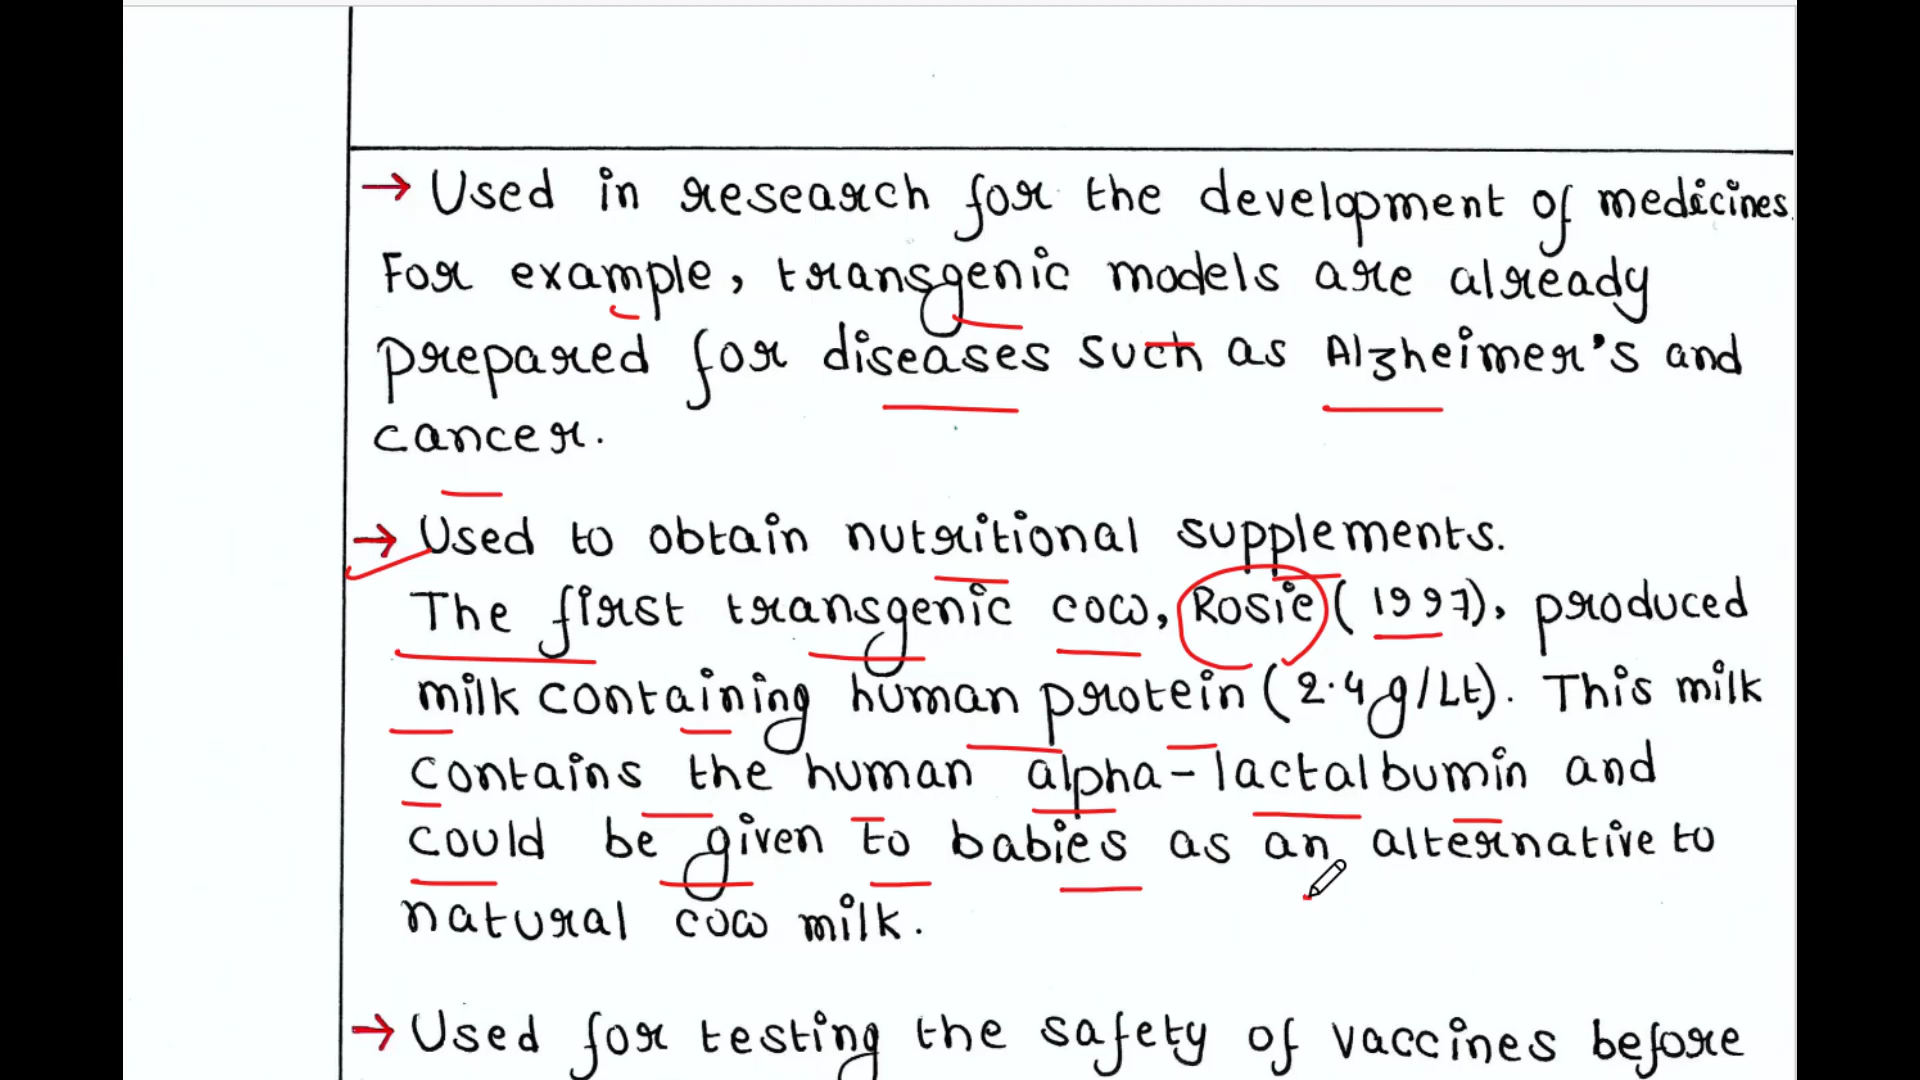 → Used in research for the development of medicines.
For example, transgenic models are already
prepared for diseases such as Alzheimer's and
cancer.
→ Used to obtain nutritional supplements.
The first transgenic cow, Rosie (1997), produced
milk containing human protein (2.4g/Lt). This milk
contains the human alpha-lactalbumin and
could be given to babies as an alternative to
natural cow milk.
→ Used for testing the safety of vaccines before